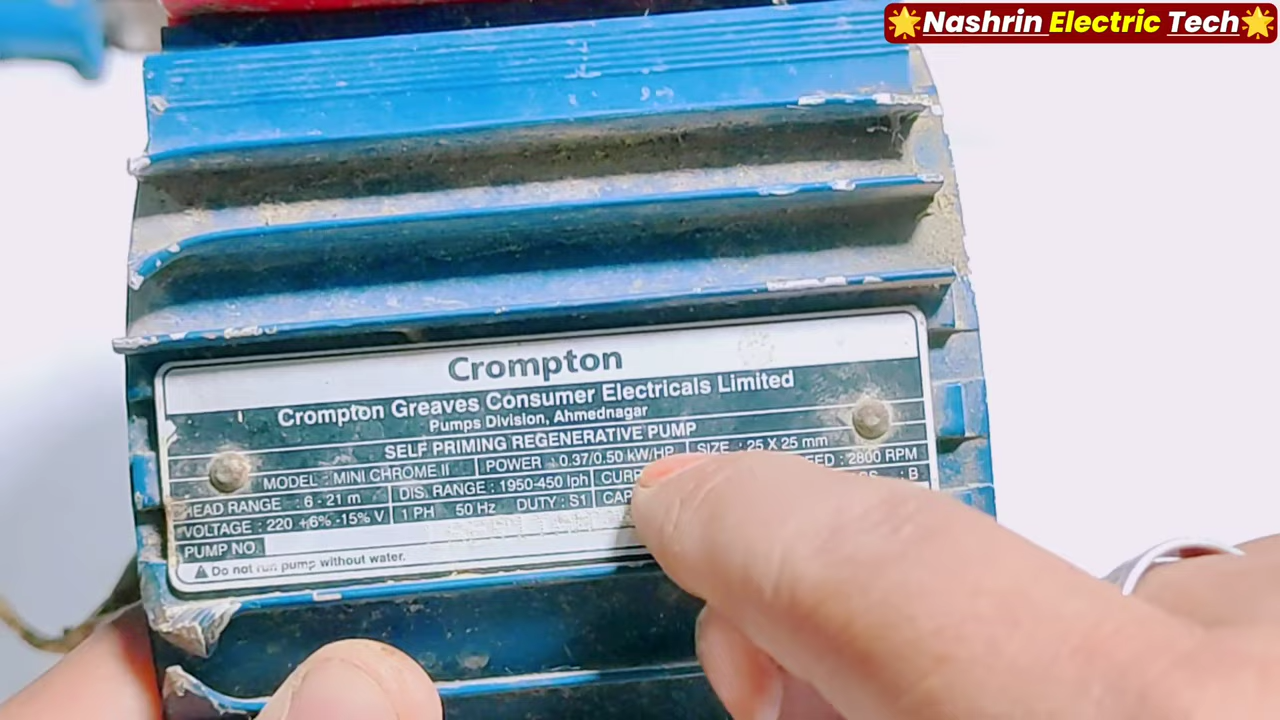 🌟Nashrin Electric Tech🌟
Crompton
Crompton Greaves Consumer Electricals Limited
Pumps Division, Ahmednagar
SELF PRIMING REGENERATIVE PUMP
MODEL : MINI CHROME II POWER : 0.37/0.50 kW/HP SIZE : 25 X 25 mm
HEAD RANGE : 6 - 21 m DIS. RANGE : 1950-450 lph 2800 RPM
VOLTAGE : 220 +6% -15% V 1 PH 50 Hz DUTY : S1 : B
PUMP NO.
⚠ Do not run pump without water.